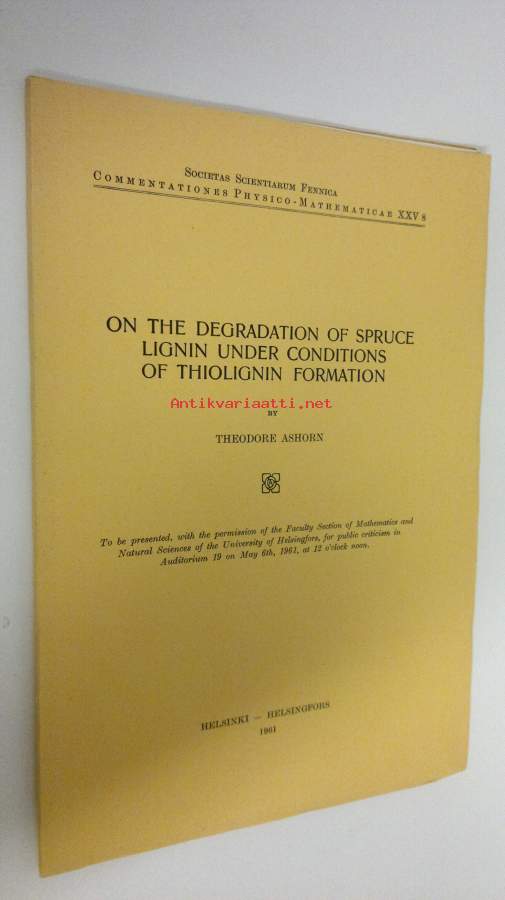 SOCIETAS SCIENTIARUM FENNICA
COMMENTATIONES PHYSICO-MATHEMATICAE XXV 8
ON THE DEGRADATION OF SPRUCE
LIGNIN UNDER CONDITIONS
OF THIOLIGNIN FORMATION
Antikvariaatti.net
BY
THEODORE ASHORN
To be presented, with the permission of the Faculty Section of Mathematics and
Natural Sciences of the University of Helsingfors, for public criticism in
Auditorium 19 on May 6th, 1961, at 12 o'clock noon.
HELSINKI – HELSINGFORS
1961